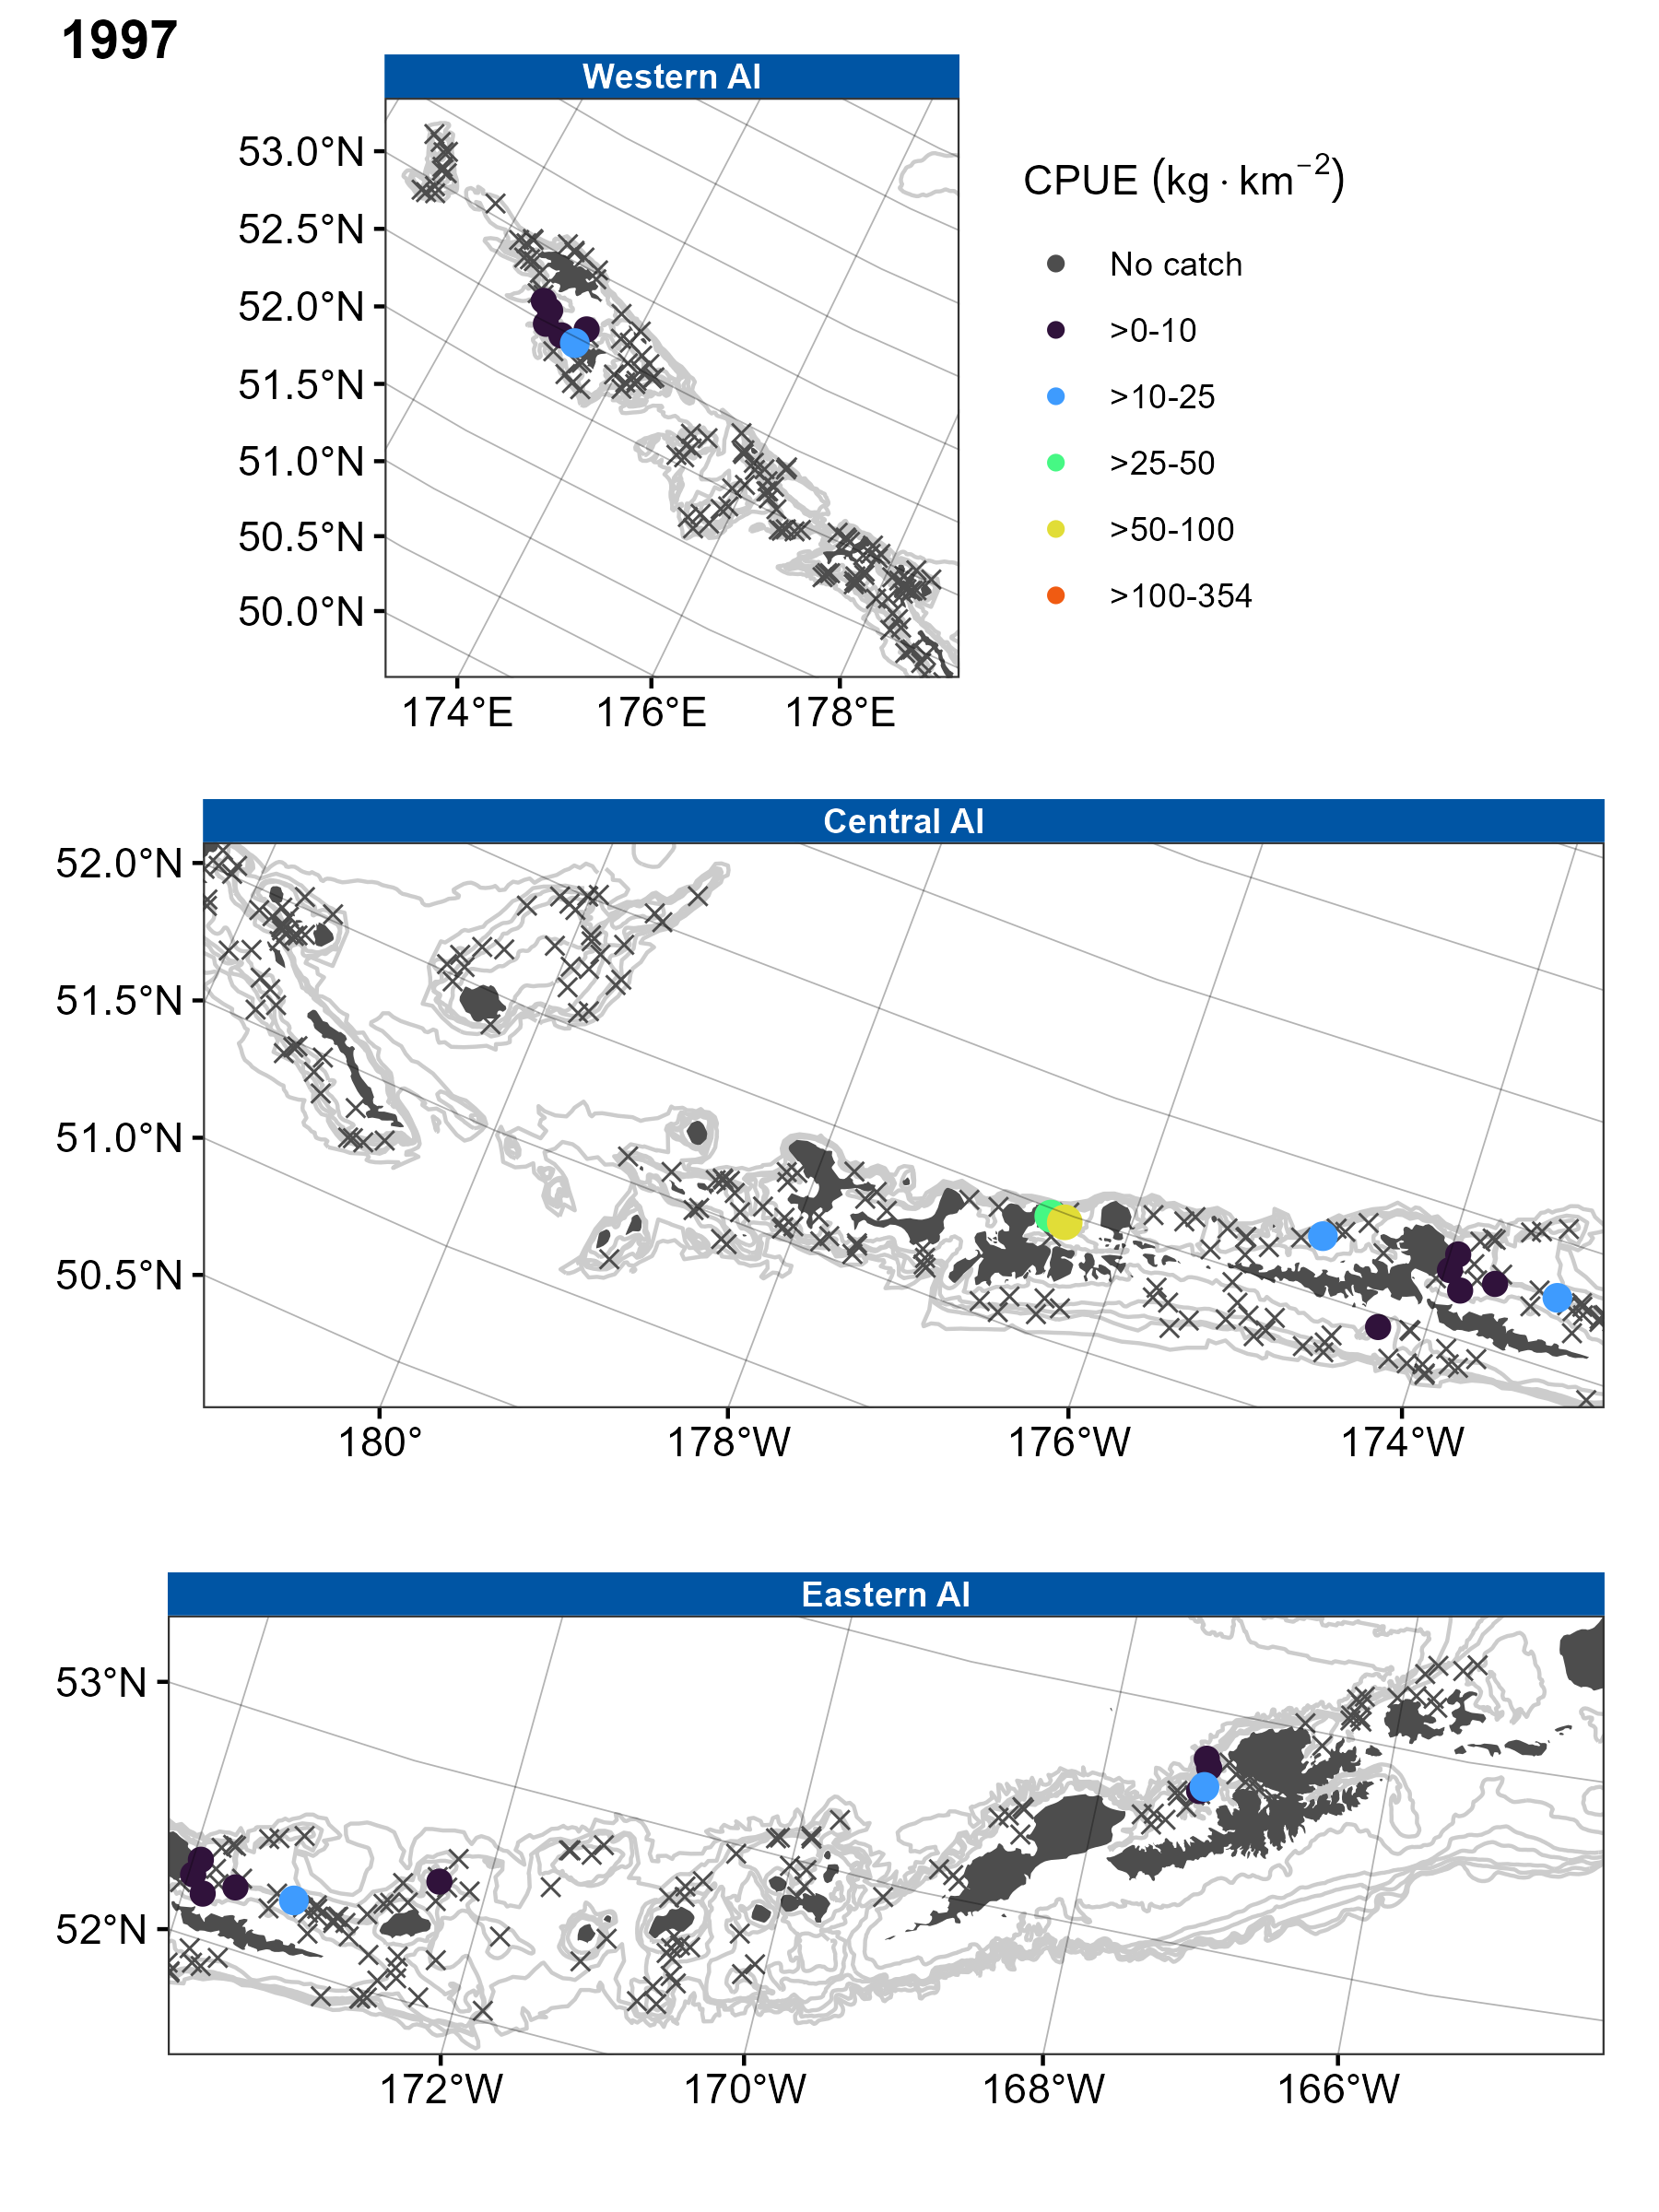 1997
Western AI
53.0°N
52.5°N
52.0°N
51.5°N
51.0°N
50.5°N
50.0°N
174°E 176°E 178°E
CPUE (kg · km⁻²)
No catch
>0-10
>10-25
>25-50
>50-100
>100-354
Central AI
52.0°N
51.5°N
51.0°N
50.5°N
180° 178°W 176°W 174°W
Eastern AI
53°N
52°N
172°W 170°W 168°W 166°W